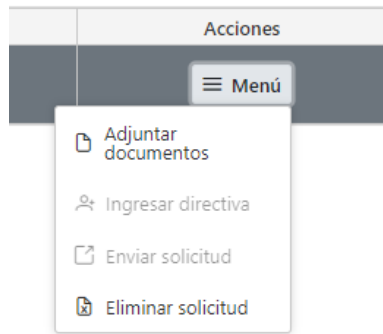 Acciones
Menú
Adjuntar
documentos
Ingresar directiva
Enviar solicitud
Eliminar solicitud